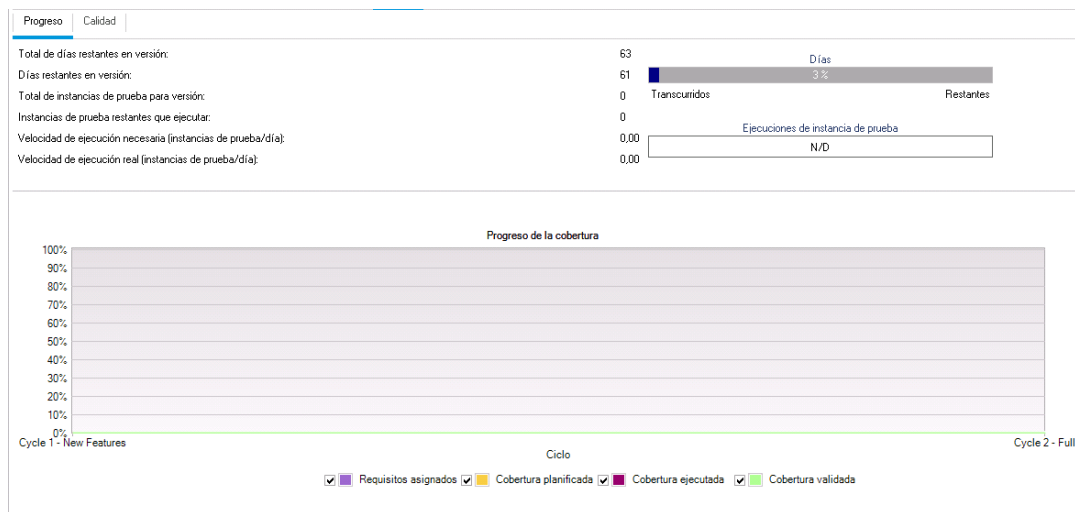 Progreso Calidad
Total de días restantes en versión: 63
Días restantes en versión: 61
Total de instancias de prueba para versión: 0
Instancias de prueba restantes que ejecutar: 0
Velocidad de ejecución necesaria (instancias de prueba/día): 0,00
Velocidad de ejecución real (instancias de prueba/día): 0,00
Días
3 %
Transcurridos Restantes
Ejecuciones de instancia de prueba
N/D
Progreso de la cobertura
100%
90%
80%
70%
60%
50%
40%
30%
20%
10%
0%
Cycle 1 - New Features Cycle 2 - Full
Ciclo
Requisitos asignados Cobertura planificada Cobertura ejecutada Cobertura validada